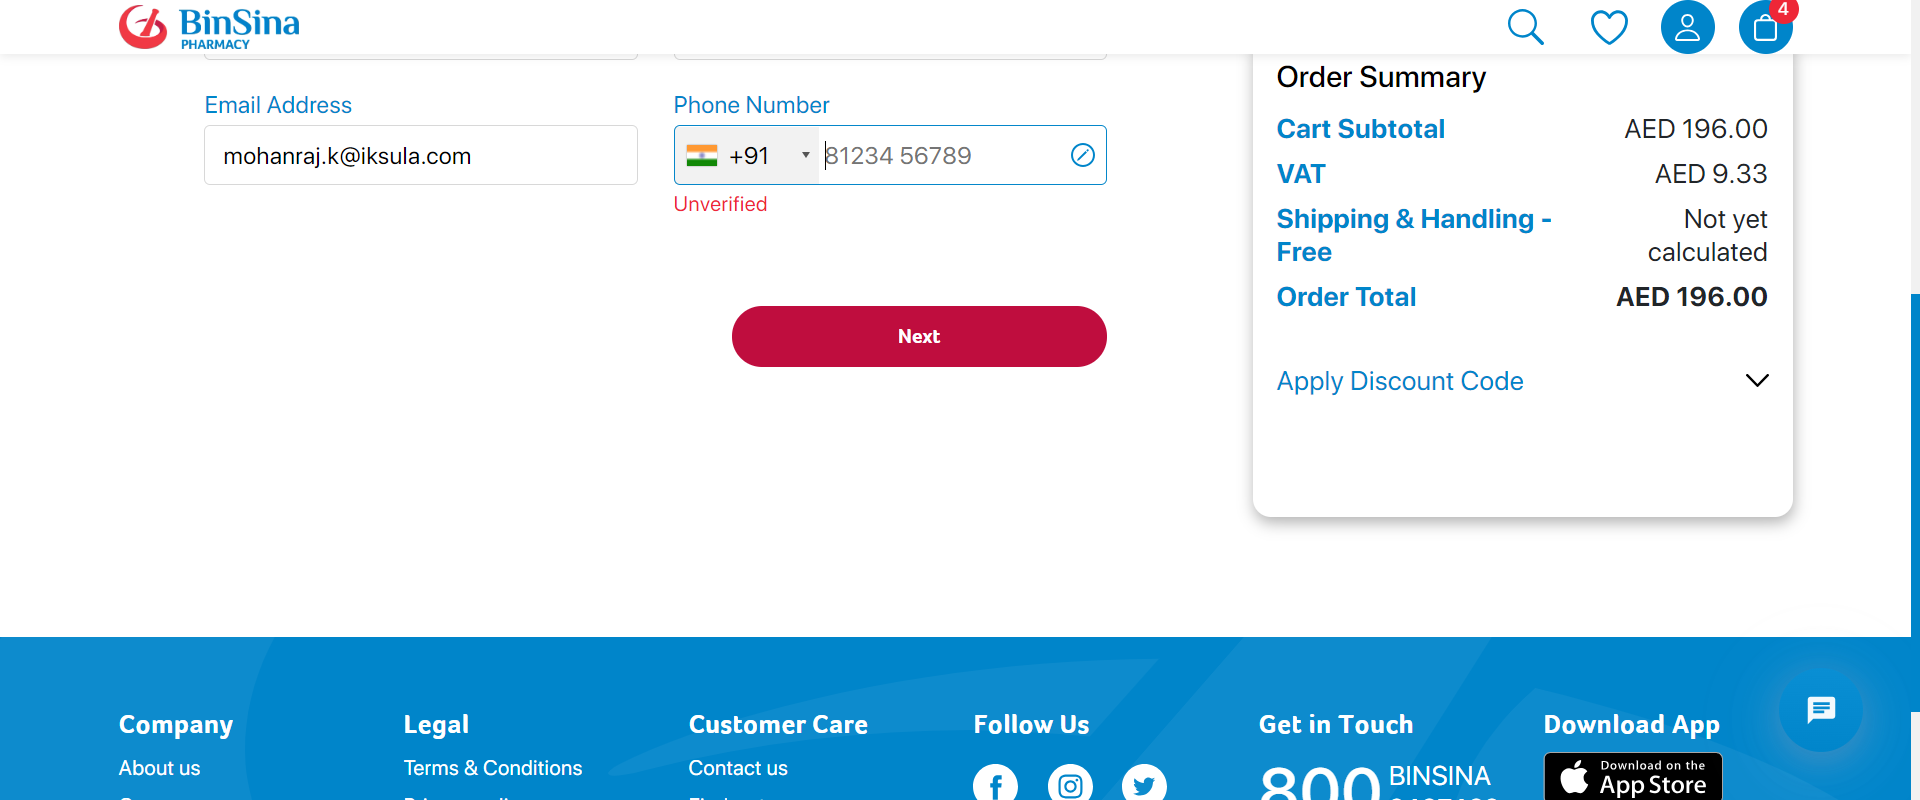 BinSina
PHARMACY
4
Email Address
mohanraj.k@iksula.com
Phone Number
+91
81234 56789
Unverified
Next
Order Summary
Cart Subtotal AED 196.00
VAT AED 9.33
Shipping & Handling - Not yet
Free calculated
Order Total AED 196.00
Apply Discount Code
Company
About us
Legal
Terms & Conditions
Customer Care
Contact us
Follow Us
Get in Touch
800 BINSINA
Download App
Download on the
App Store